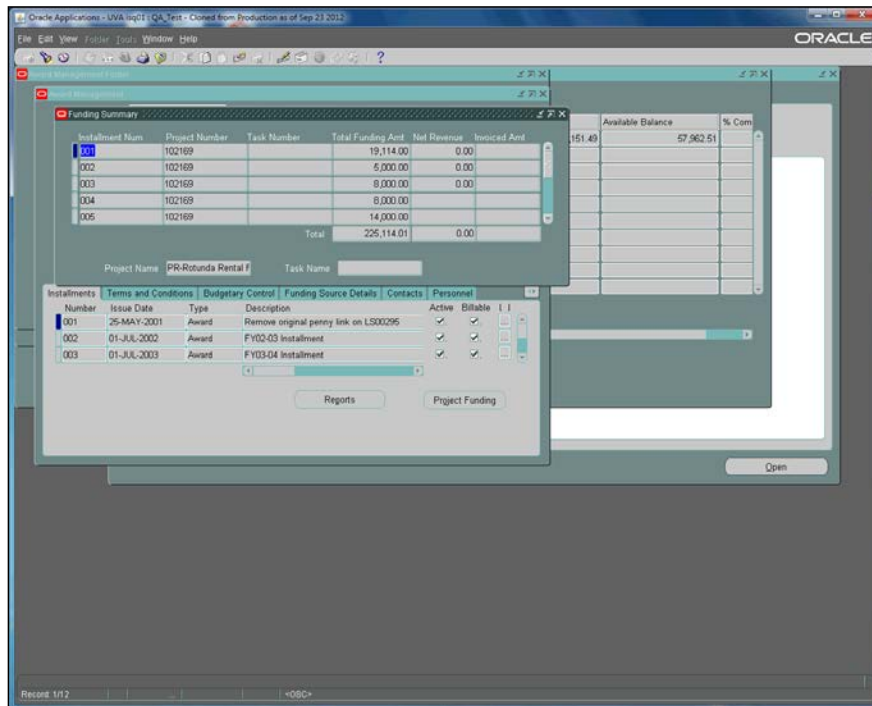 Oracle Applications - UVA isq01 : QA_Test - Cloned from Production as of Sep 23 2012
File Edit View Folder Tools Window Help
ORACLE
Award Management Folder
Award Management
Funding Summary
Installment Num Project Number Task Number Total Funding Amt Net Revenue Invoiced Amt
001 102169 19,114.00 0.00
002 102169 5,000.00 0.00
003 102169 8,000.00 0.00
004 102169 8,000.00
005 102169 14,000.00
Total 225,114.01 0.00
Project Name PR-Rotunda Rental F Task Name
Available Balance % Com
,151.49 57,962.51
Installments Terms and Conditions Budgetary Control Funding Source Details Contacts Personnel
Number Issue Date Type Description Active Billable [ ]
001 25-MAY-2001 Award Remove original penny link on LS00295
002 01-JUL-2002 Award FY02-03 Installment
003 01-JUL-2003 Award FY03-04 Installment
Reports Project Funding
Open
Record: 1/12 ... <OSC>